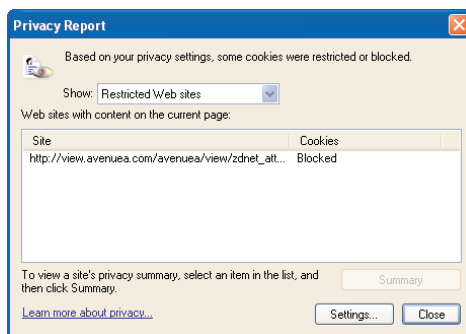 Privacy Report
Based on your privacy settings, some cookies were restricted or blocked.
Show: Restricted Web sites
Web sites with content on the current page:
Site Cookies
http://view.avenuea.com/avenuea/view/zdnet_att... Blocked
To view a site's privacy summary, select an item in the list, and
then click Summary.
Summary
Learn more about privacy...
Settings... Close